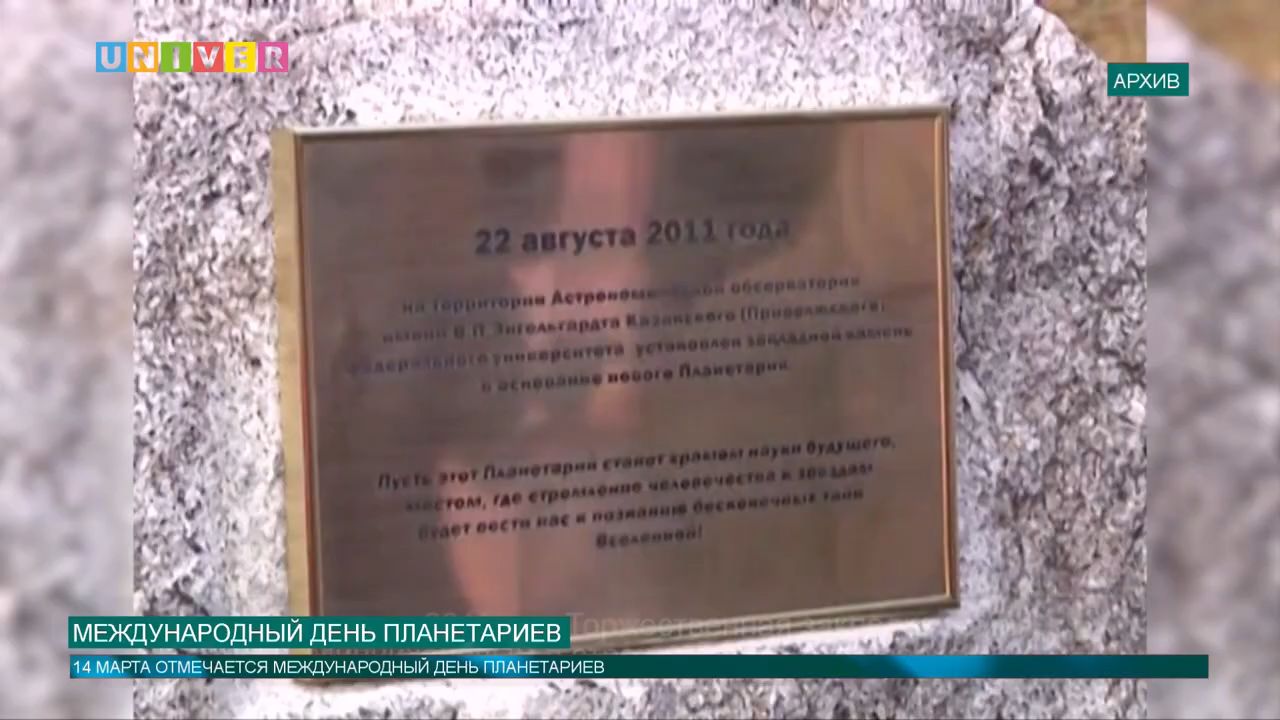 UNIVER
АРХИВ
22 августа 2011 года
на территории Астрономической обсерватории
имени В.П. Энгельгардта Казанского (Приволжского)
федерального университета установлен закладной камень
в основание нового Планетария
Пусть этот Планетарий станет храмом науки будущего,
местом, где стремление человечества к звездам
будет вести нас к познанию бесконечных тайн
Вселенной!
МЕЖДУНАРОДНЫЙ ДЕНЬ ПЛАНЕТАРИЕВ
14 МАРТА ОТМЕЧАЕТСЯ МЕЖДУНАРОДНЫЙ ДЕНЬ ПЛАНЕТАРИЕВ